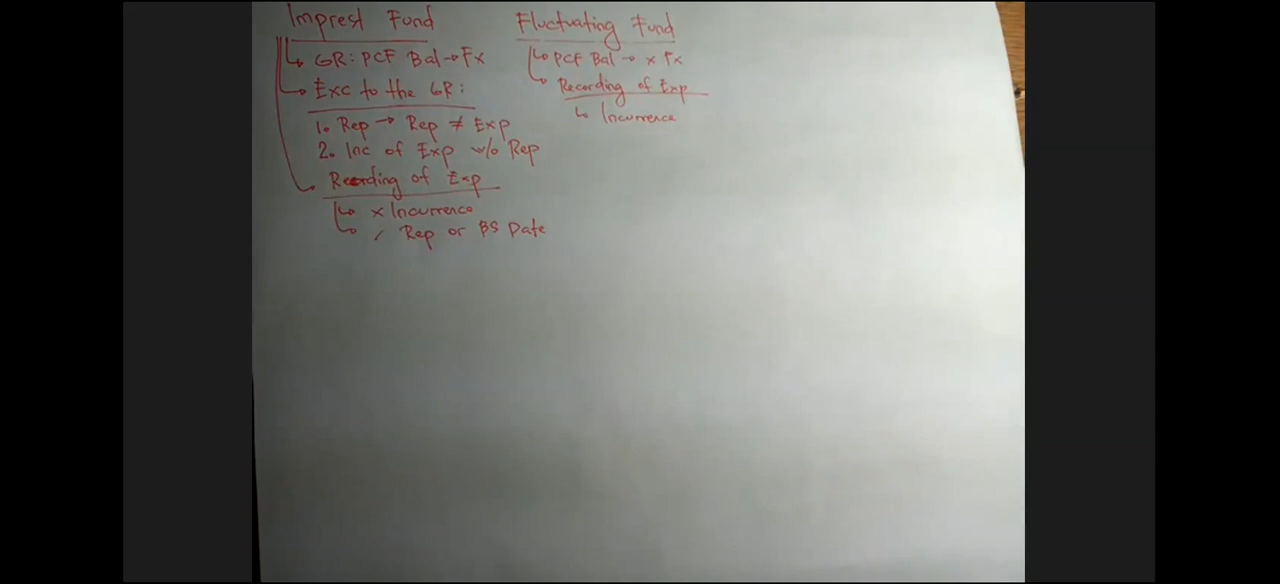 Imprest Fund
↳ GR: PCF Bal → Fx
↳ Exc to the GR:
1. Rep → Rep ≠ Exp
2. Inc of Exp w/o Rep
↳ Recording of Exp
↳ x Incurrence
↳ / Rep or BS Date
Fluctuating Fund
↳ PCF Bal → x Fx
↳ Recording of Exp
↳ Incurrence